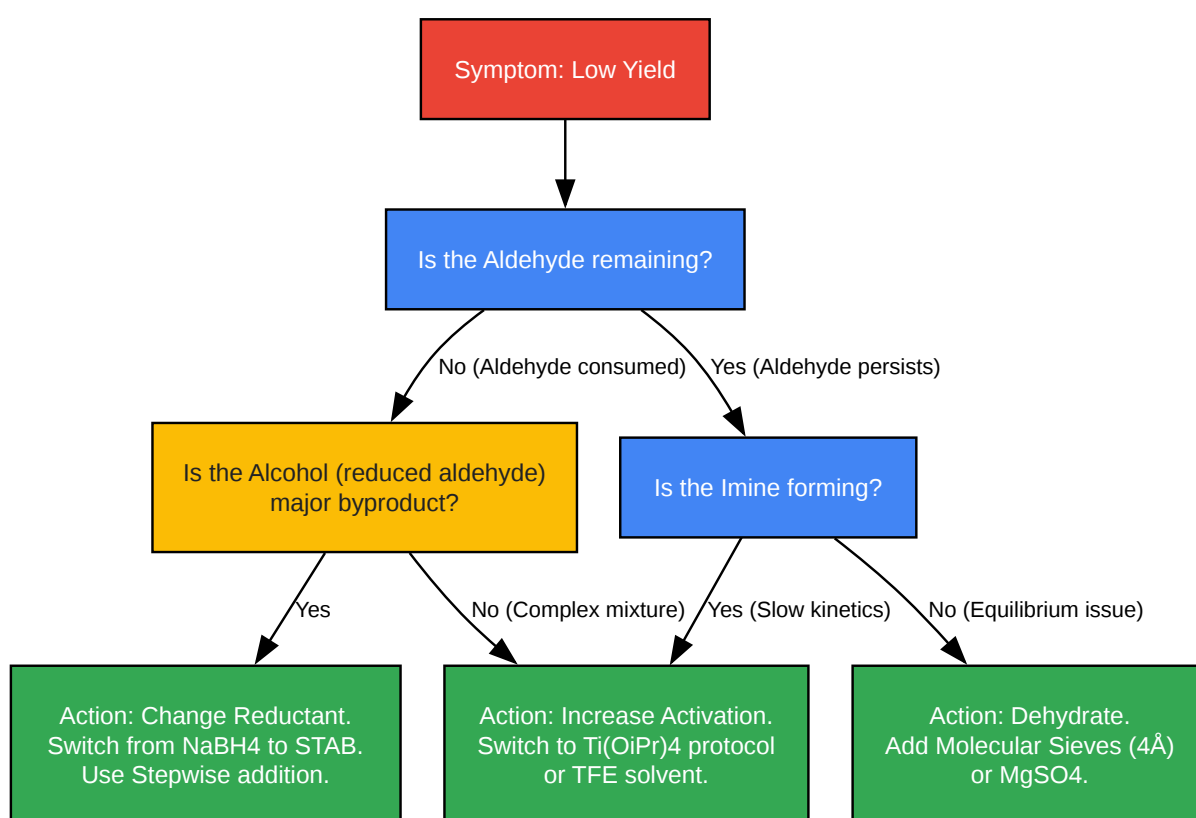 Symptom: Low Yield
Is the Aldehyde remaining?
No (Aldehyde consumed)
Yes (Aldehyde persists)
Is the Alcohol (reduced aldehyde)
major byproduct?
Is the Imine forming?
Yes
No (Complex mixture)
Yes (Slow kinetics)
No (Equilibrium issue)
Action: Change Reductant.
Switch from NaBH4 to STAB.
Use Stepwise addition.
Action: Increase Activation.
Switch to Ti(OiPr)4 protocol
or TFE solvent.
Action: Dehydrate.
Add Molecular Sieves (4Å)
or MgSO4.